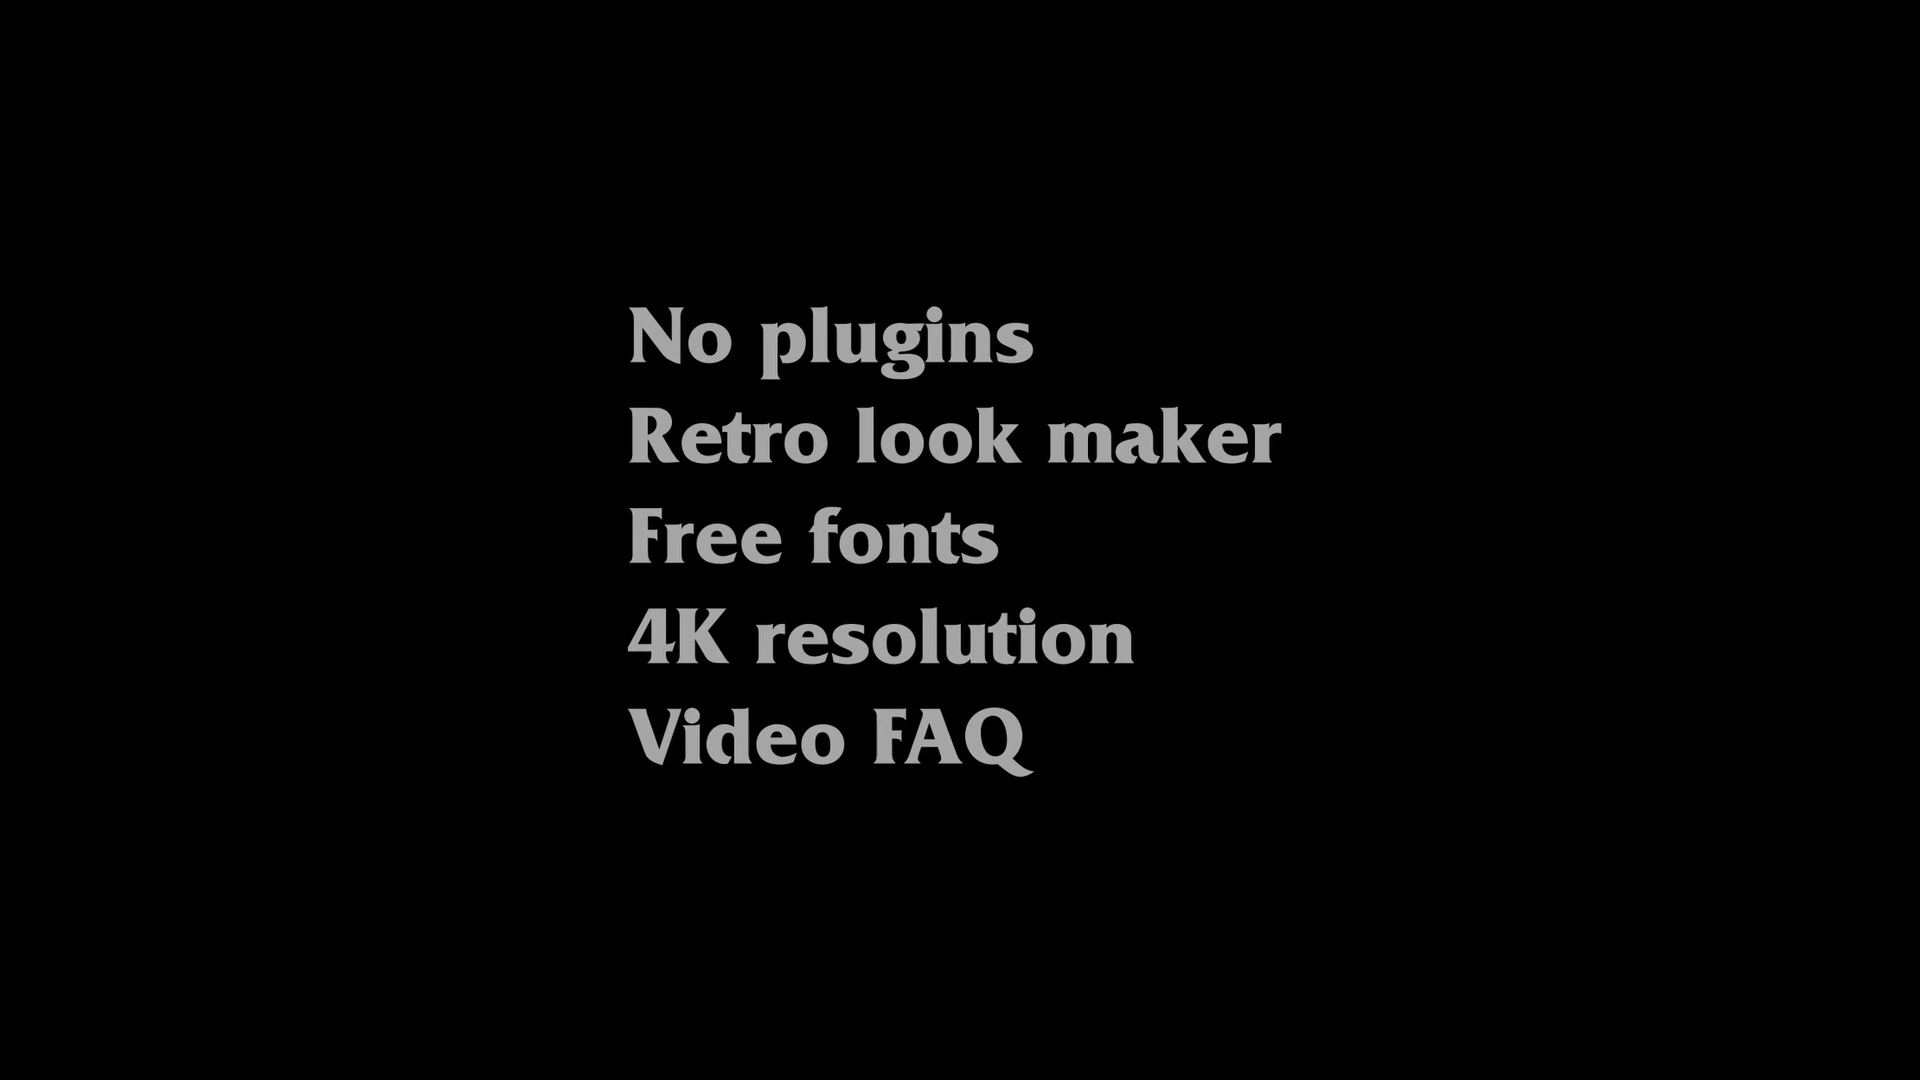 No plugins
Retro look maker
Free fonts
4K resolution
Video FAQ